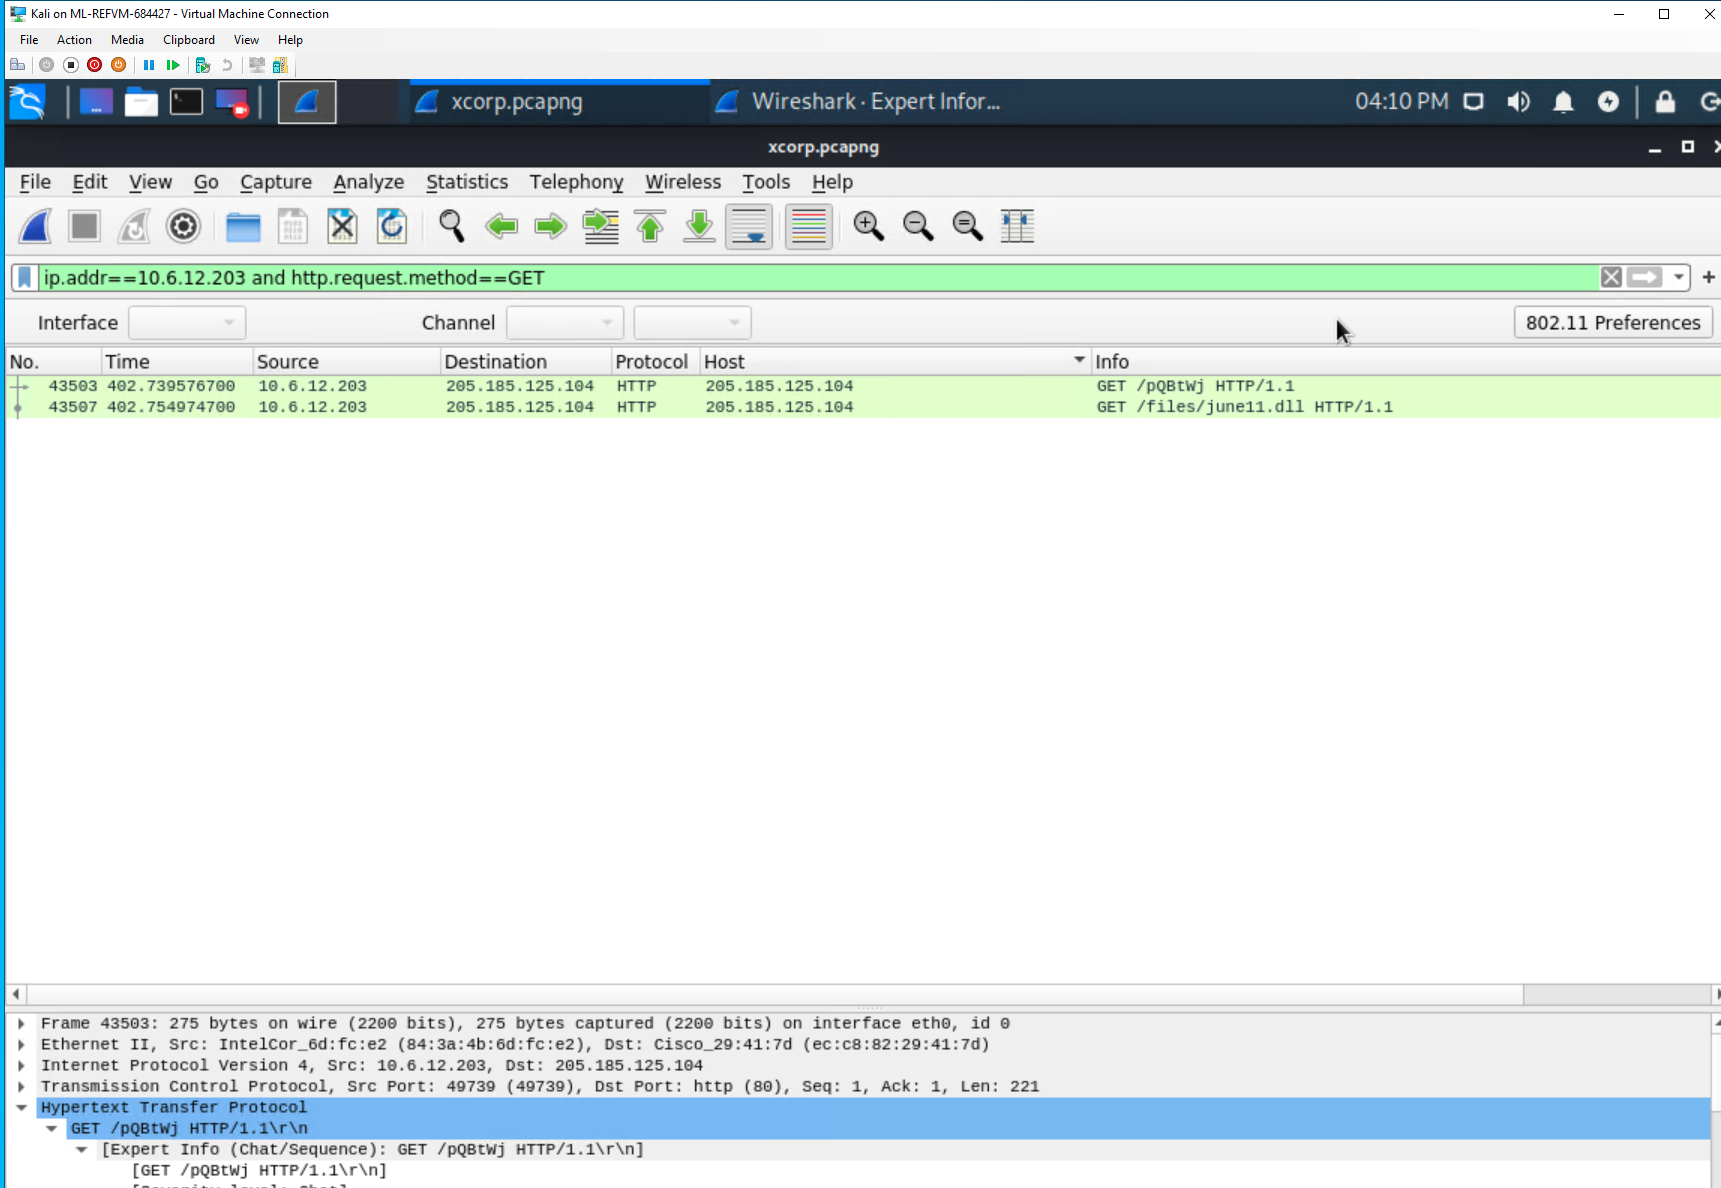 Kali on ML-REFVM-684427 - Virtual Machine Connection
File Action Media Clipboard View Help
xcorp.pcapng Wireshark · Expert Infor... 04:10 PM
xcorp.pcapng
File Edit View Go Capture Analyze Statistics Telephony Wireless Tools Help
ip.addr==10.6.12.203 and http.request.method==GET
Interface Channel 802.11 Preferences
No. Time Source Destination Protocol Host Info
43503 402.739576700 10.6.12.203 205.185.125.104 HTTP 205.185.125.104 GET /pQBtWj HTTP/1.1
43507 402.754974700 10.6.12.203 205.185.125.104 HTTP 205.185.125.104 GET /files/june11.dll HTTP/1.1
Frame 43503: 275 bytes on wire (2200 bits), 275 bytes captured (2200 bits) on interface eth0, id 0
Ethernet II, Src: IntelCor_6d:fc:e2 (84:3a:4b:6d:fc:e2), Dst: Cisco_29:41:7d (ec:c8:82:29:41:7d)
Internet Protocol Version 4, Src: 10.6.12.203, Dst: 205.185.125.104
Transmission Control Protocol, Src Port: 49739 (49739), Dst Port: http (80), Seq: 1, Ack: 1, Len: 221
Hypertext Transfer Protocol
GET /pQBtWj HTTP/1.1\r\n
[Expert Info (Chat/Sequence): GET /pQBtWj HTTP/1.1\r\n]
[GET /pQBtWj HTTP/1.1\r\n]